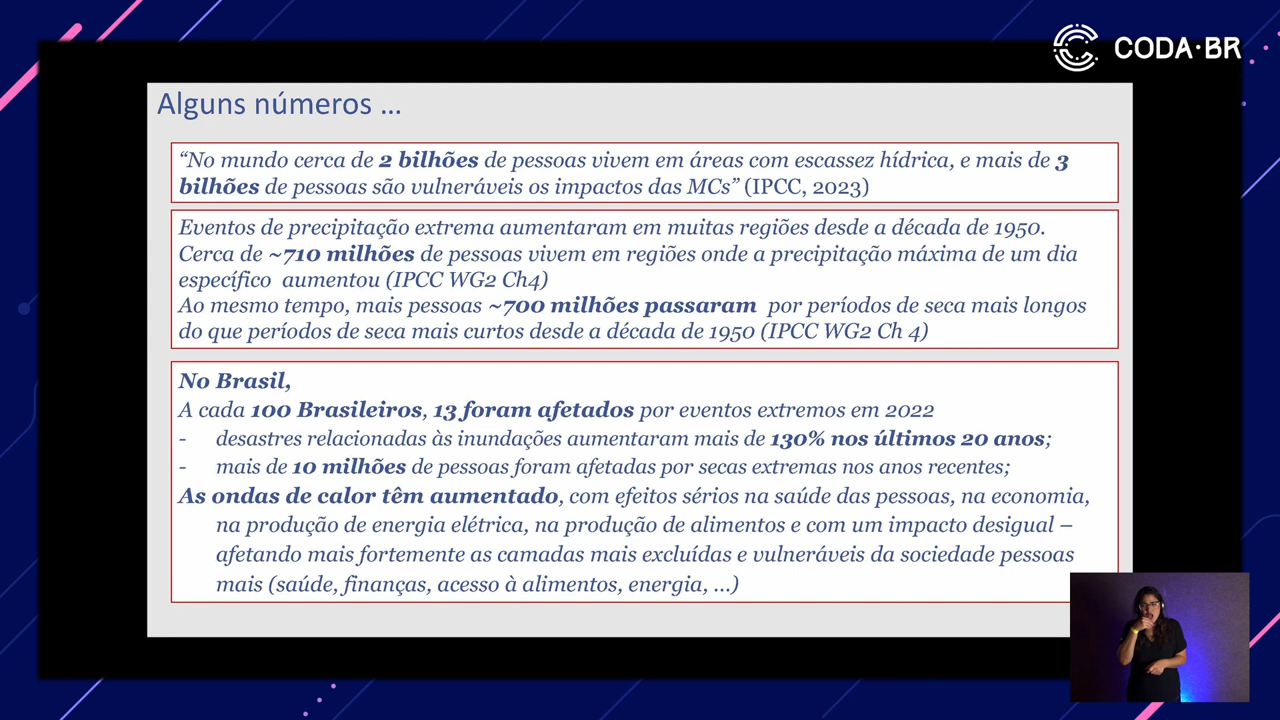 CODA·BR
Alguns números ...
“No mundo cerca de 2 bilhões de pessoas vivem em áreas com escassez hídrica, e mais de 3
bilhões de pessoas são vulneráveis os impactos das MCs” (IPCC, 2023)
Eventos de precipitação extrema aumentaram em muitas regiões desde a década de 1950.
Cerca de ~710 milhões de pessoas vivem em regiões onde a precipitação máxima de um dia
específico aumentou (IPCC WG2 Ch4)
Ao mesmo tempo, mais pessoas ~700 milhões passaram por períodos de seca mais longos
do que períodos de seca mais curtos desde a década de 1950 (IPCC WG2 Ch 4)
No Brasil,
A cada 100 Brasileiros, 13 foram afetados por eventos extremos em 2022
- desastres relacionadas às inundações aumentaram mais de 130% nos últimos 20 anos;
- mais de 10 milhões de pessoas foram afetadas por secas extremas nos anos recentes;
As ondas de calor têm aumentado, com efeitos sérios na saúde das pessoas, na economia,
na produção de energia elétrica, na produção de alimentos e com um impacto desigual –
afetando mais fortemente as camadas mais excluídas e vulneráveis da sociedade pessoas
mais (saúde, finanças, acesso à alimentos, energia, ...)